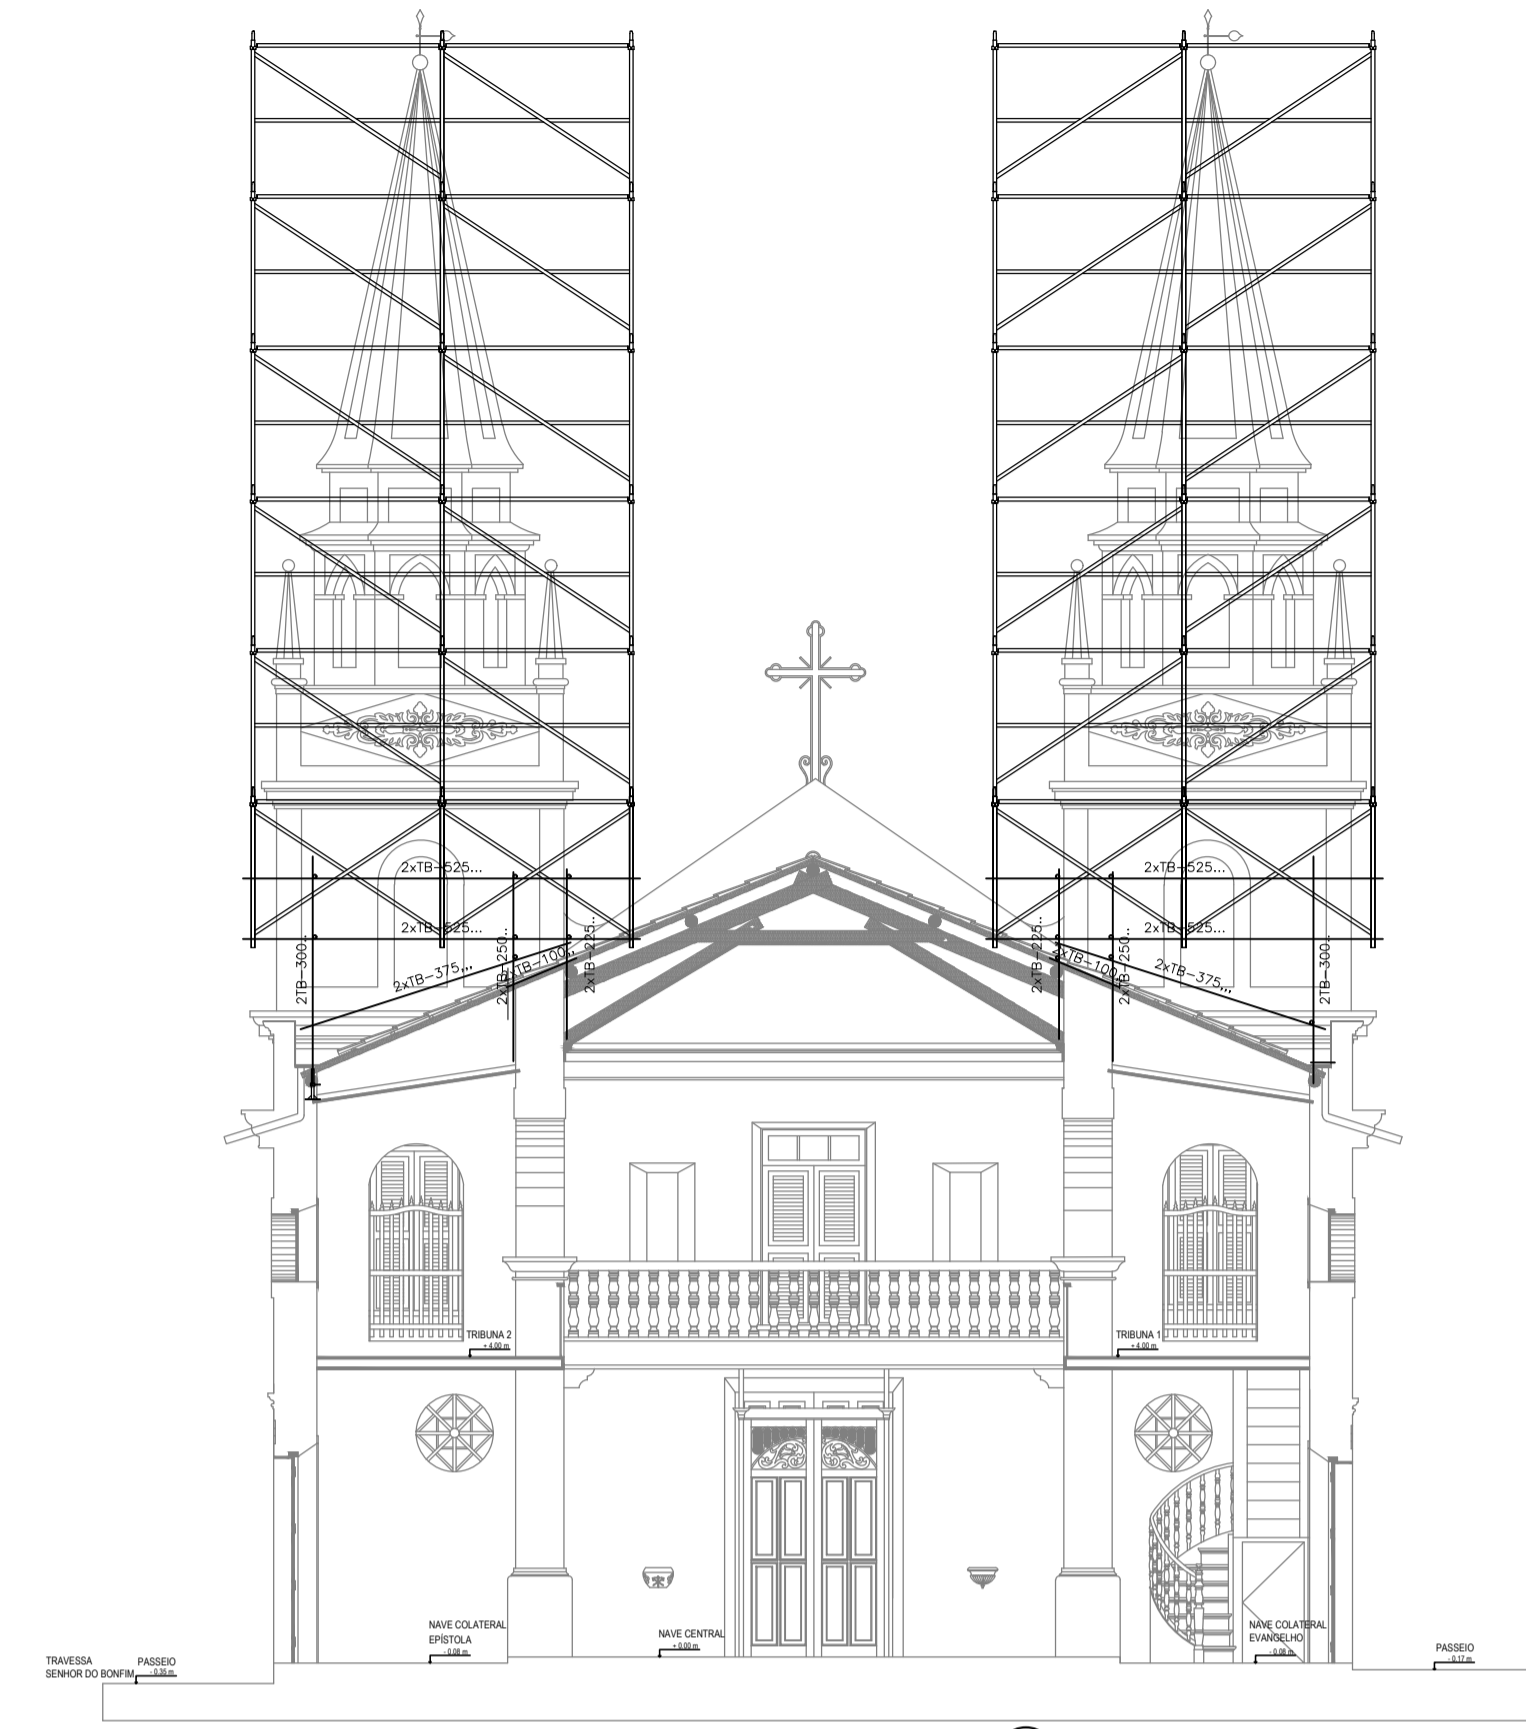 2xTB-525...
2xTB-525...
2xTB-525...
2xTB-525...
2TB-300...
2xTB-375...
2xTB-250...
2xTB-100...
2xTB-225...
2xTB-225...
2xTB-100...
2xTB-250...
2xTB-375...
2TB-300...
TRIBUNA 2
+ 4.00 m
TRIBUNA 1
+ 4.00 m
NAVE COLATERAL
EPÍSTOLA
- 0.08 m
NAVE CENTRAL
+ 0.00 m
NAVE COLATERAL
EVANGELHO
- 0.08 m
TRAVESSA
SENHOR DO BONFIM
PASSEIO
- 0.35 m
PASSEIO
- 0.17 m